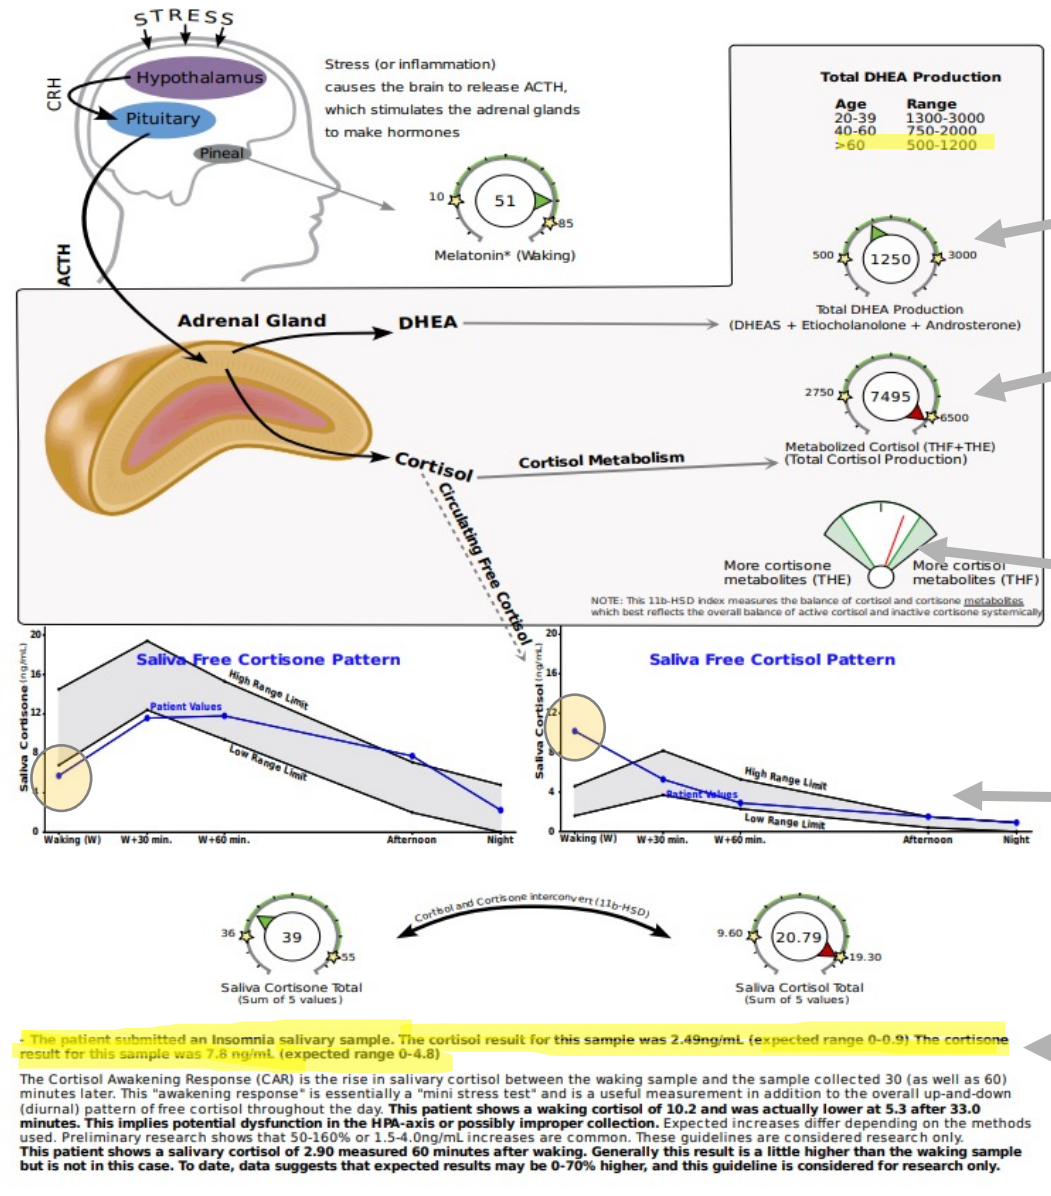 STRESS
Hypothalamus
CRH
Pituitary
Pineal
ACTH
Stress (or inflammation)
causes the brain to release ACTH,
which stimulates the adrenal glands
to make hormones
10
51
85
Melatonin* (Waking)
Total DHEA Production
Age Range
20-39 1300-3000
40-60 750-2000
>60 500-1200
500
1250
3000
Total DHEA Production
(DHEAS + Etiocholanolone + Androsterone)
Adrenal Gland
DHEA
2750
7495
6500
Metabolized Cortisol (THF+THE)
(Total Cortisol Production)
Cortisol
Cortisol Metabolism
Circulating Free Cortisol
More cortisone
metabolites (THE)
More cortisol
metabolites (THF)
NOTE: This 11b-HSD index measures the balance of cortisol and cortisone metabolites
which best reflects the overall balance of active cortisol and inactive cortisone systemically
Saliva Free Cortisone Pattern
Saliva Cortisone (ng/mL)
20
16
12
8
4
0
High Range Limit
Patient Values
Low Range Limit
Waking (W) W+30 min. W+60 min. Afternoon Night
Saliva Free Cortisol Pattern
Saliva Cortisol (ng/mL)
20
16
12
8
4
0
High Range Limit
Patient Values
Low Range Limit
Waking (W) W+30 min. W+60 min. Afternoon Night
36
39
55
Saliva Cortisone Total
(Sum of 5 values)
Cortisol and Cortisone interconvert (11b-HSD)
9.60
20.79
19.30
Saliva Cortisol Total
(Sum of 5 values)
- The patient submitted an Insomnia salivary sample. The cortisol result for this sample was 2.49ng/mL (expected range 0-0.9) The cortisone
result for this sample was 7.8 ng/mL (expected range 0-4.8)
The Cortisol Awakening Response (CAR) is the rise in salivary cortisol between the waking sample and the sample collected 30 (as well as 60)
minutes later. This "awakening response" is essentially a "mini stress test" and is a useful measurement in addition to the overall up-and-down
(diurnal) pattern of free cortisol throughout the day. This patient shows a waking cortisol of 10.2 and was actually lower at 5.3 after 33.0
minutes. This implies potential dysfunction in the HPA-axis or possibly improper collection. Expected increases differ depending on the methods
used. Preliminary research shows that 50-160% or 1.5-4.0ng/mL increases are common. These guidelines are considered research only.
This patient shows a salivary cortisol of 2.90 measured 60 minutes after waking. Generally this result is a little higher than the waking sample
but is not in this case. To date, data suggests that expected results may be 0-70% higher, and this guideline is considered for research only.